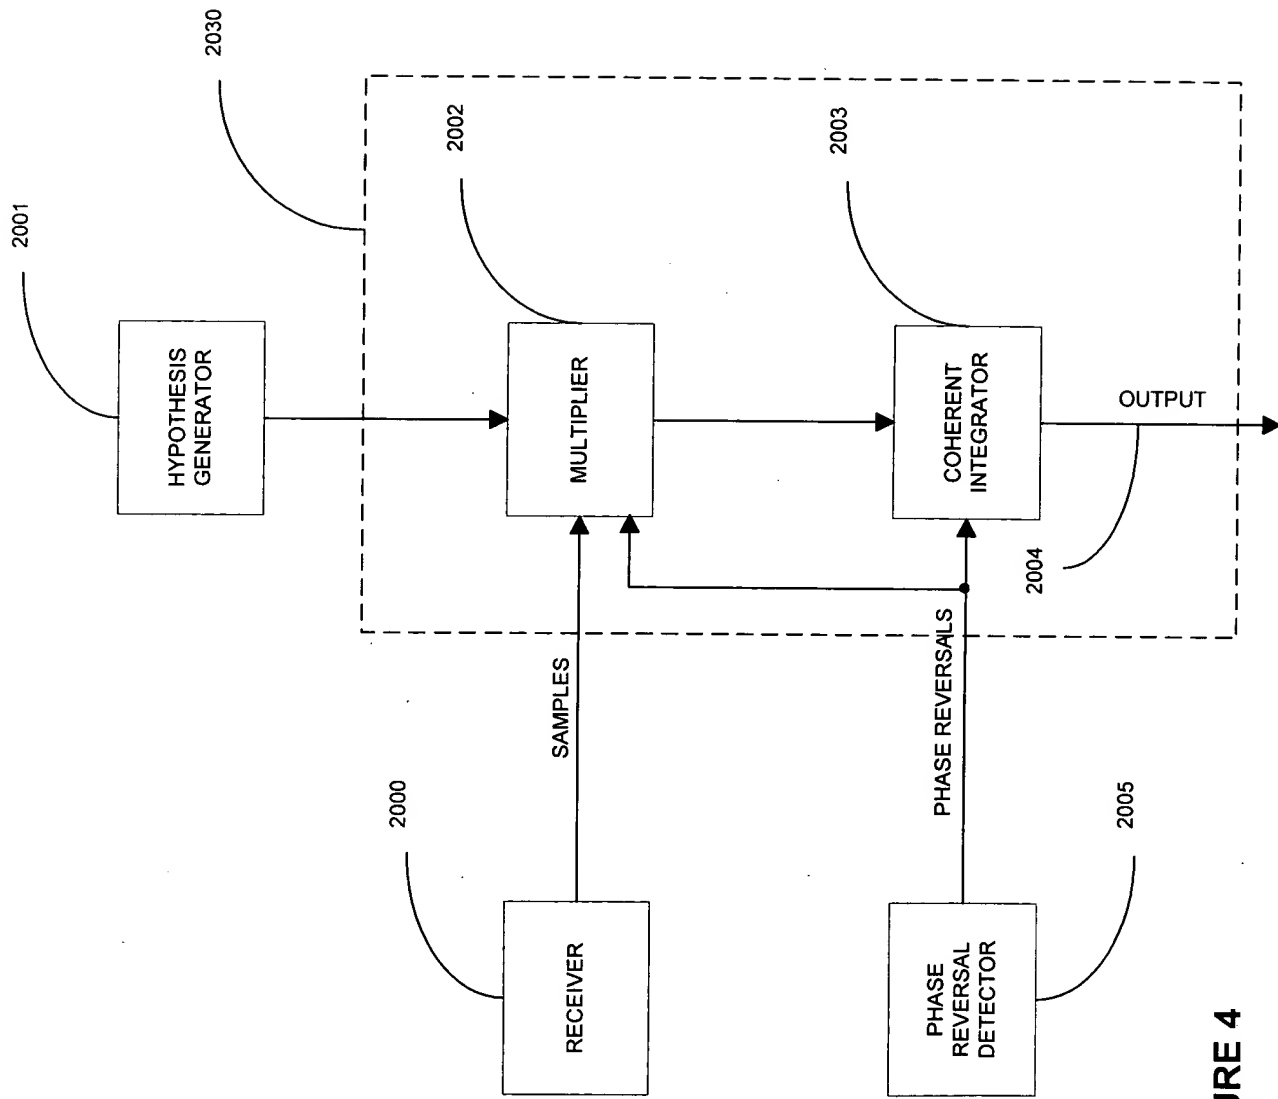 2001
HYPOTHESIS
GENERATOR
2030
2000
2002
RECEIVER
SAMPLES
MULTIPLIER
2003
PHASE
REVERSAL
DETECTOR
PHASE REVERSALS
COHERENT
INTEGRATOR
2004
2005
OUTPUT
URE 4